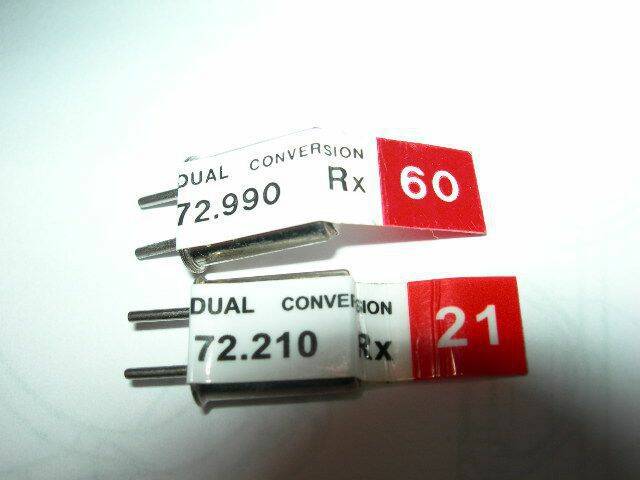 DUAL CONVERSION
72.990 Rx 60
DUAL CONVERSION
72.210 Rx 21